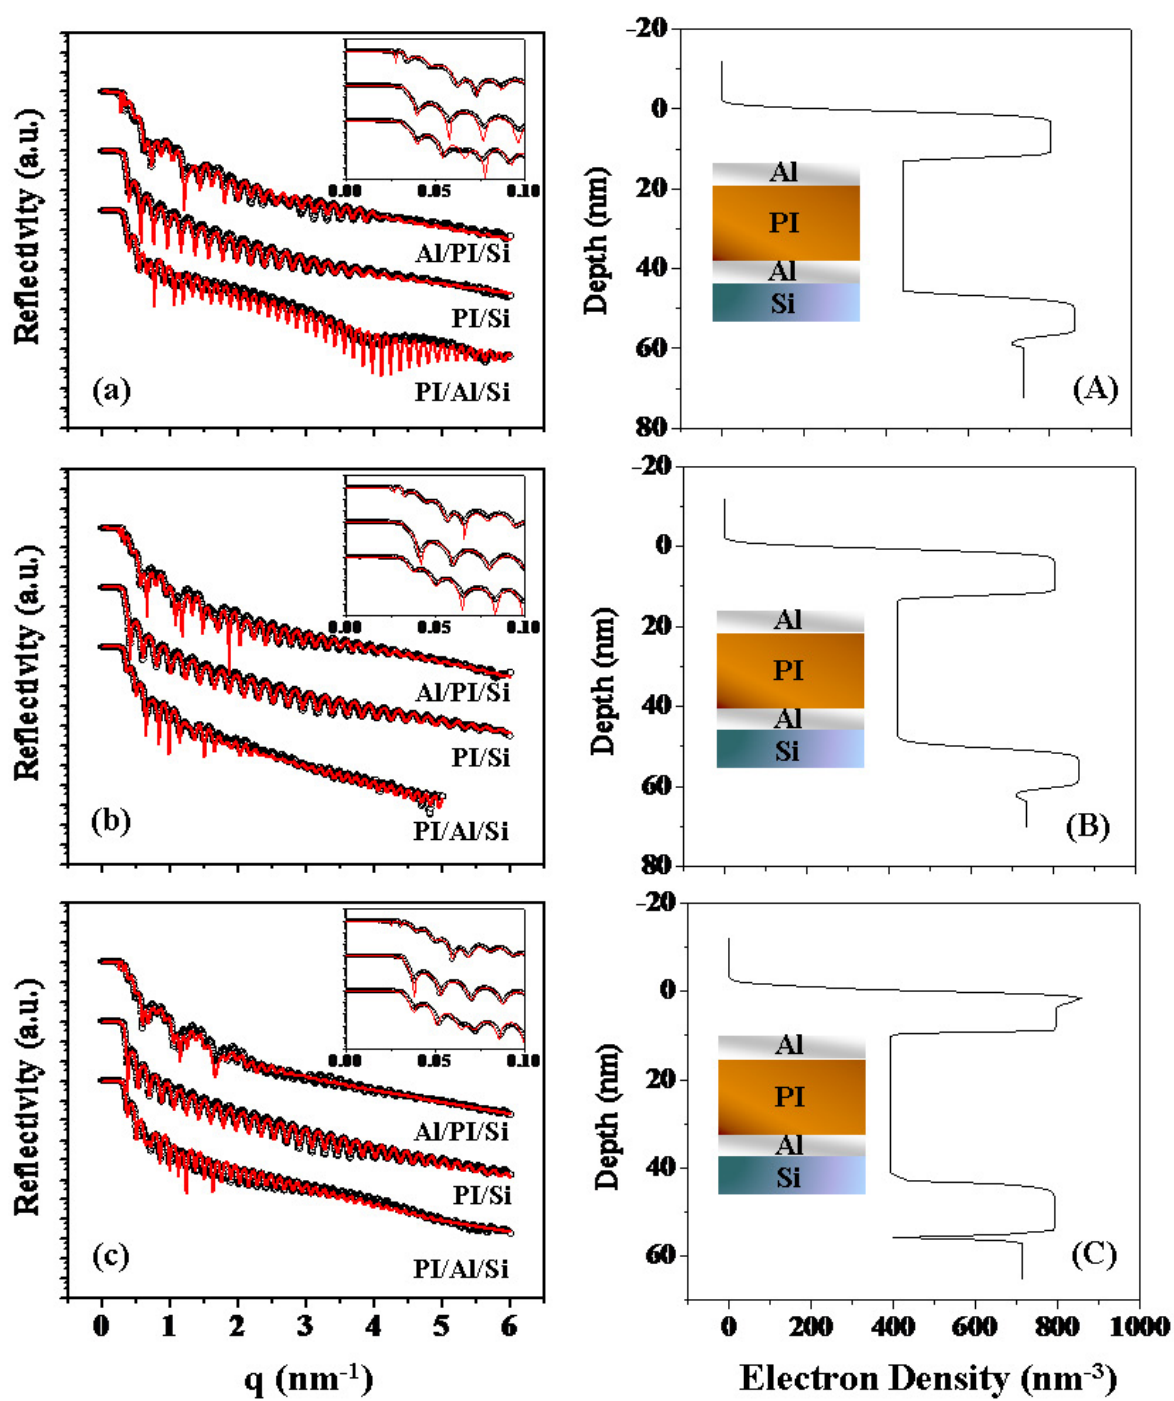 Reflectivity (a.u.)
0.00 0.05 0.10
Al/PI/Si
PI/Si
PI/Al/Si
(a)
-20
0
20
40
60
80
Depth (nm)
Al
PI
Al
Si
(A)
Reflectivity (a.u.)
0.00 0.05 0.10
Al/PI/Si
PI/Si
PI/Al/Si
(b)
-20
0
20
40
60
80
Depth (nm)
Al
PI
Al
Si
(B)
Reflectivity (a.u.)
0.00 0.05 0.10
Al/PI/Si
PI/Si
PI/Al/Si
(c)
0 1 2 3 4 5 6
q (nm-1)
-20
0
20
40
60
Depth (nm)
Al
PI
Al
Si
(C)
0 200 400 600 800 1000
Electron Density (nm-3)